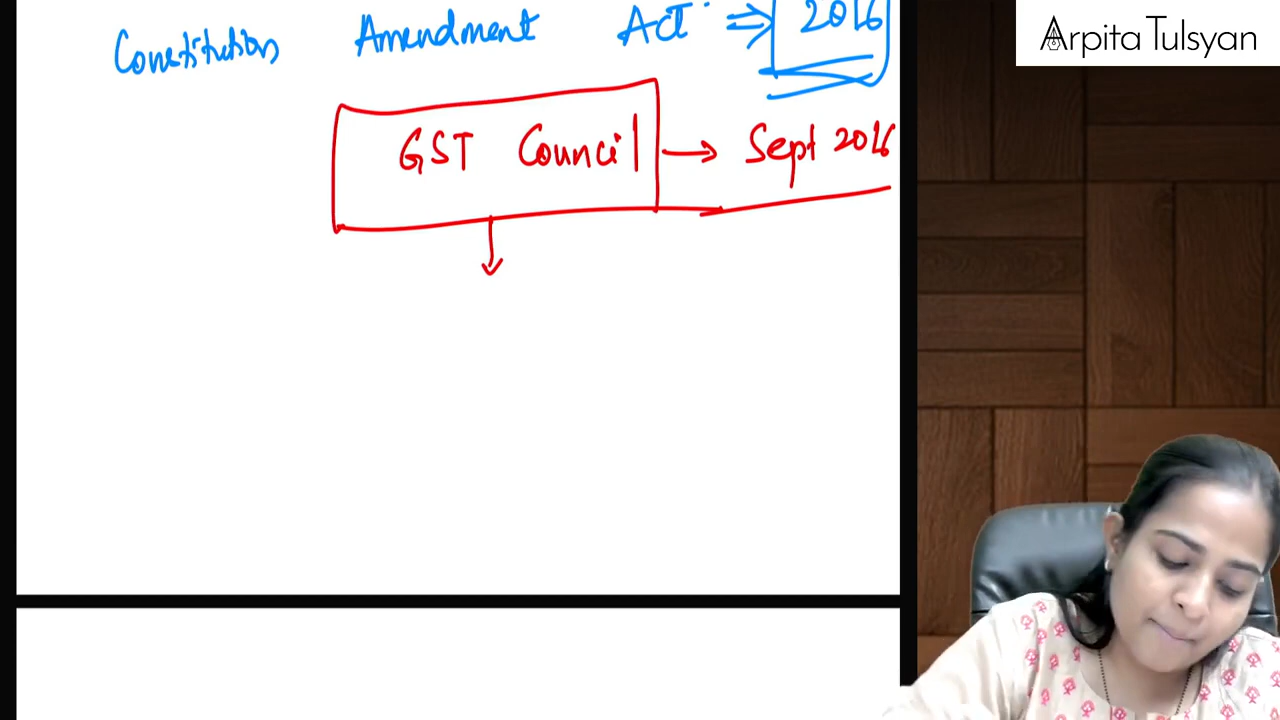 Constitution Amendment Act ⇒ 2016
Arpita Tulsyan
GST Council → Sept 2016